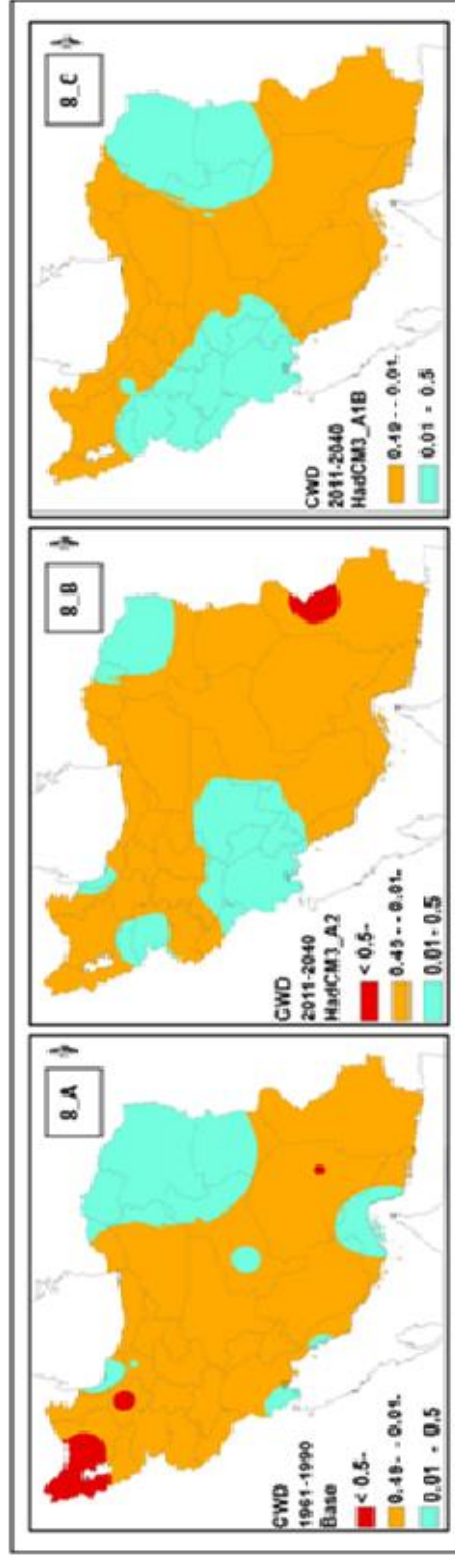 8_A
CWD
1961-1990
Base
< 0.5-
0.49- - 0.01-
0.01 - 0.5
8_B
CWD
2011-2040
HadCM3_A2
< 0.5-
0.45- - 0.01-
0.01 - 0.5
8_C
CWD
2011-2040
HadCM3_A1B
0.49- - 0.01-
0.01 - 0.5